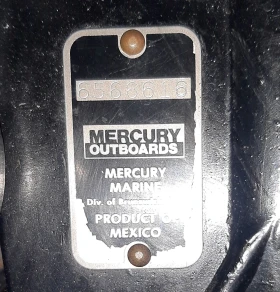 MERCURY
OUTBOARDS
MERCURY
MARINE
Div. of
PRODUCT
MEXICO